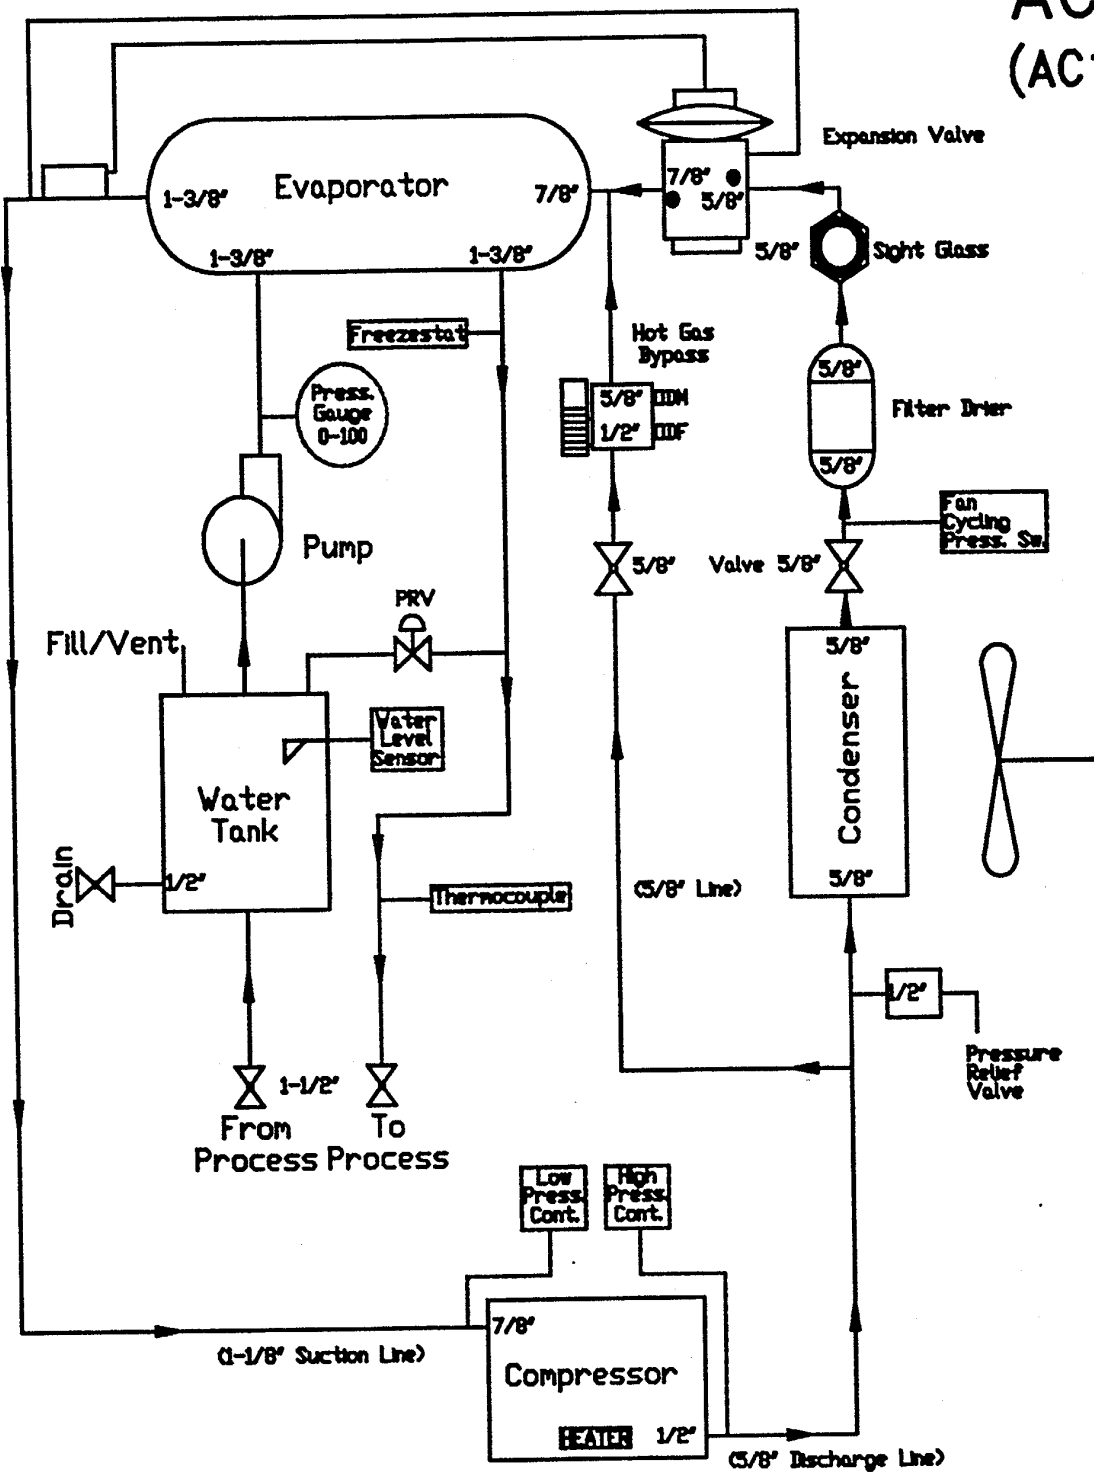 AC
(AC
Expansion Valve
Evaporator
1-3/8"
7/8"
7/8"
5/8"
1-3/8"
1-3/8"
5/8"
Sight Glass
Freezestat
Hot Gas
Bypass
5/8"
Press.
Gauge
0-100
5/8" ODM
1/2" ODF
Filter Drier
5/8"
Fan
Cycling
Press. Sw.
Pump
5/8"
Valve 5/8"
PRV
Fill/Vent
5/8"
Water
Level
Sensor
Condenser
Water
Tank
Drain
1/2"
5/8"
(5/8" Line)
Thermocouple
1/2"
Pressure
Relief
Valve
1-1/2"
From
Process
To
Process
Low
Press.
Cont.
High
Press.
Cont.
7/8"
(1-1/8" Suction Line)
Compressor
HEATER
1/2"
(5/8" Discharge Line)